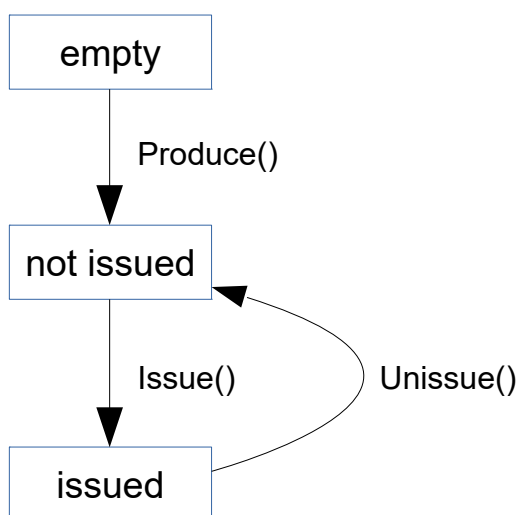 empty
Produce()
not issued
Issue()
Unissue()
issued